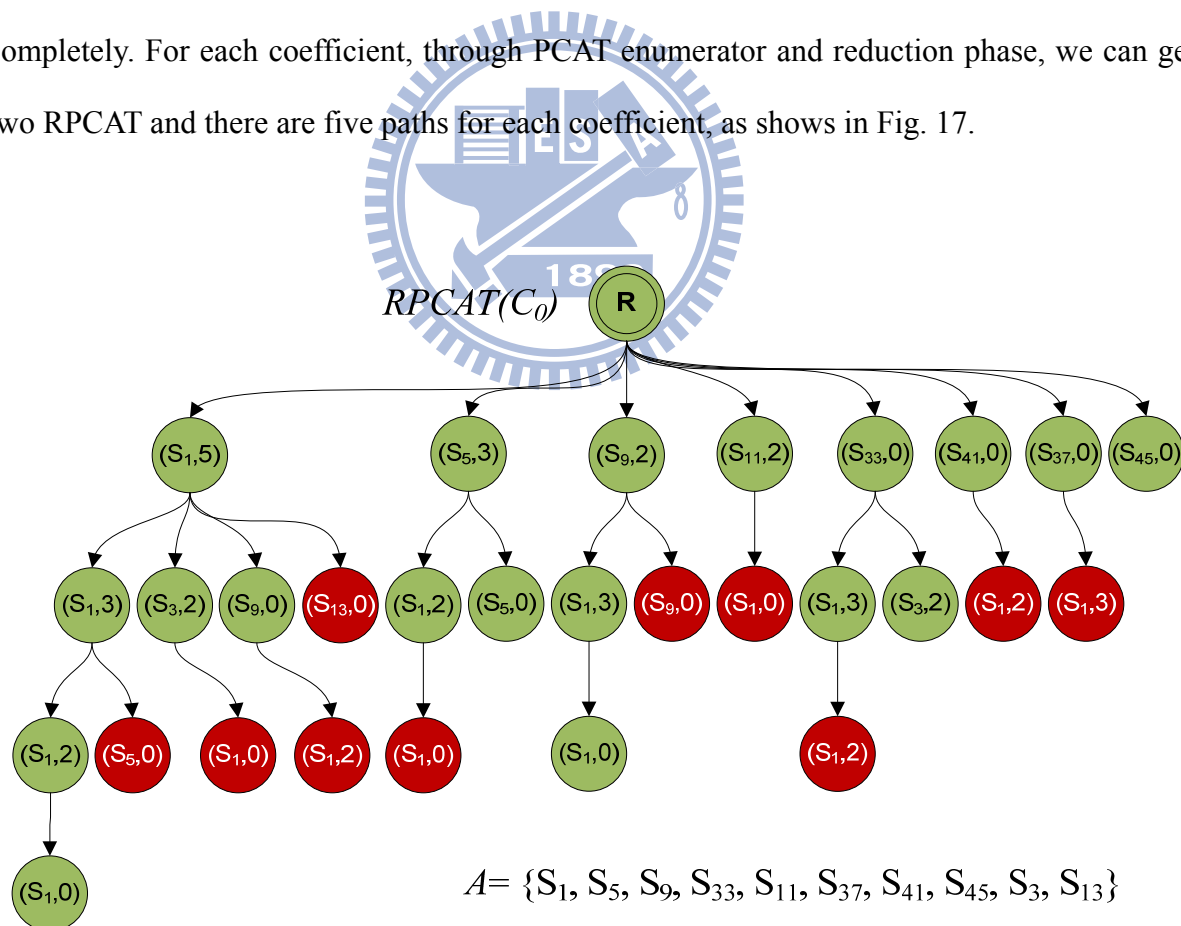 ompletely. For each coefficient, through PCAT enumerator and reduction phase, we can ge
wo RPCAT and there are five paths for each coefficient, as shows in Fig. 17.
E S A
189
RPCAT(C0)
R
(S1,5) (S5,3) (S9,2) (S11,2) (S33,0) (S41,0) (S37,0) (S45,0)
(S1,3) (S3,2) (S9,0) (S13,0) (S1,2) (S5,0) (S1,3) (S9,0) (S1,0) (S1,3) (S3,2) (S1,2) (S1,3)
(S1,2) (S5,0) (S1,0) (S1,2) (S1,0) (S1,0) (S1,2)
(S1,0)
A= {S1, S5, S9, S33, S11, S37, S41, S45, S3, S13}